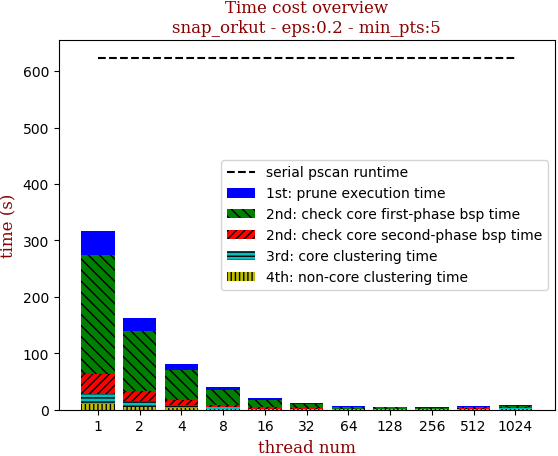 Time cost overview
snap_orkut - eps:0.2 - min_pts:5
time (s)
600
500
400
300
200
100
0
serial pscan runtime
1st: prune execution time
2nd: check core first-phase bsp time
2nd: check core second-phase bsp time
3rd: core clustering time
4th: non-core clustering time
1 2 4 8 16 32 64 128 256 512 1024
thread num